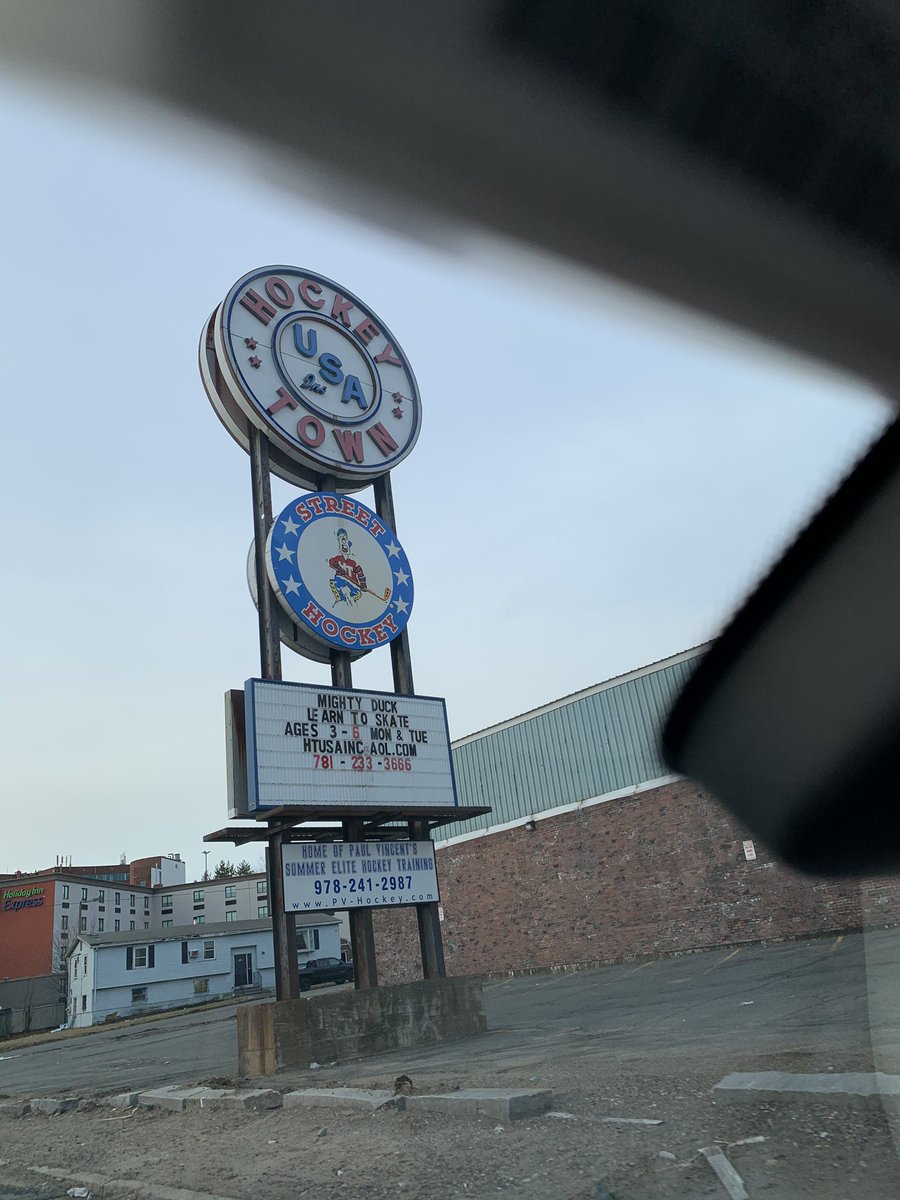 HOCKEY
USA
Inc
TOWN
STREET
HOCKEY
MIGHTY DUCK
LEARN TO SKATE
AGES 3 - 6 MON & TUE
HTUSAINC@AOL.COM
781 - 233 - 3666
HOME OF PAUL VINCENT'S
SUMMER ELITE HOCKEY TRAINING
978-241-2987
www.PV-Hockey.com
Holiday Inn
Express